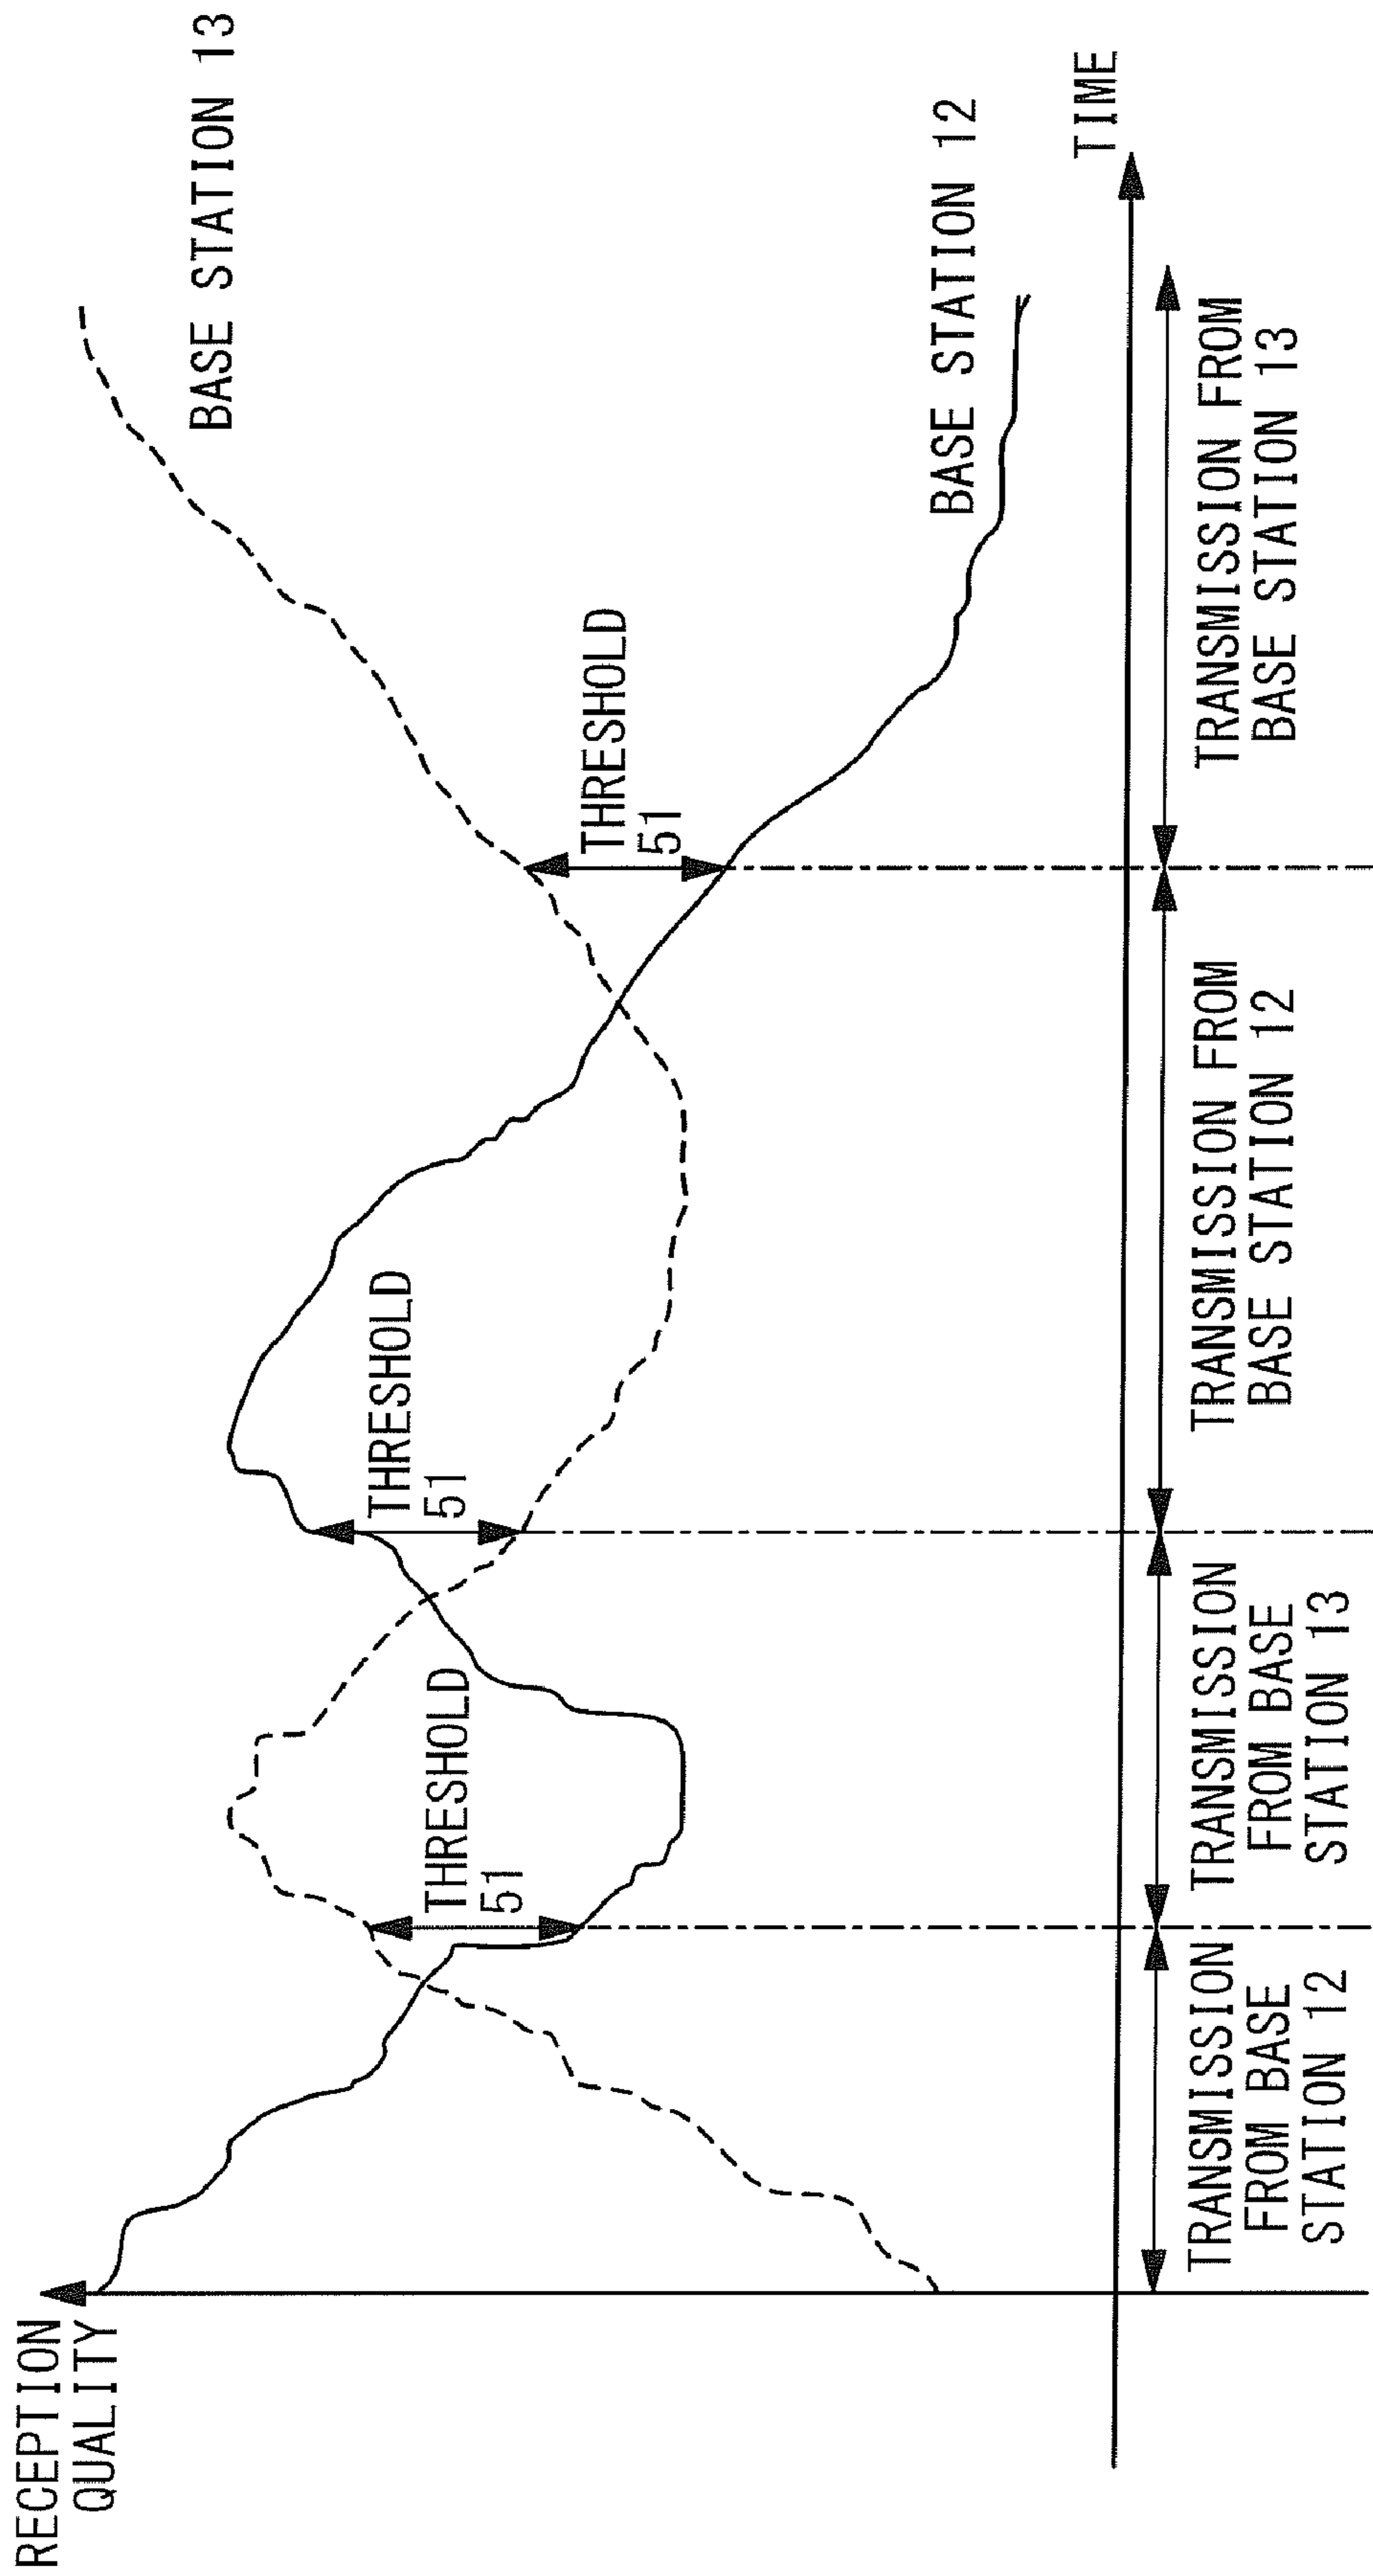 RECEPTION
QUALITY
BASE STATION 13
THRESHOLD
51
THRESHOLD
51
THRESHOLD
51
BASE STATION 12
TIME
TRANSMISSION
FROM BASE
STATION 12
TRANSMISSION
FROM BASE
STATION 13
TRANSMISSION FROM
BASE STATION 12
TRANSMISSION FROM
BASE STATION 13